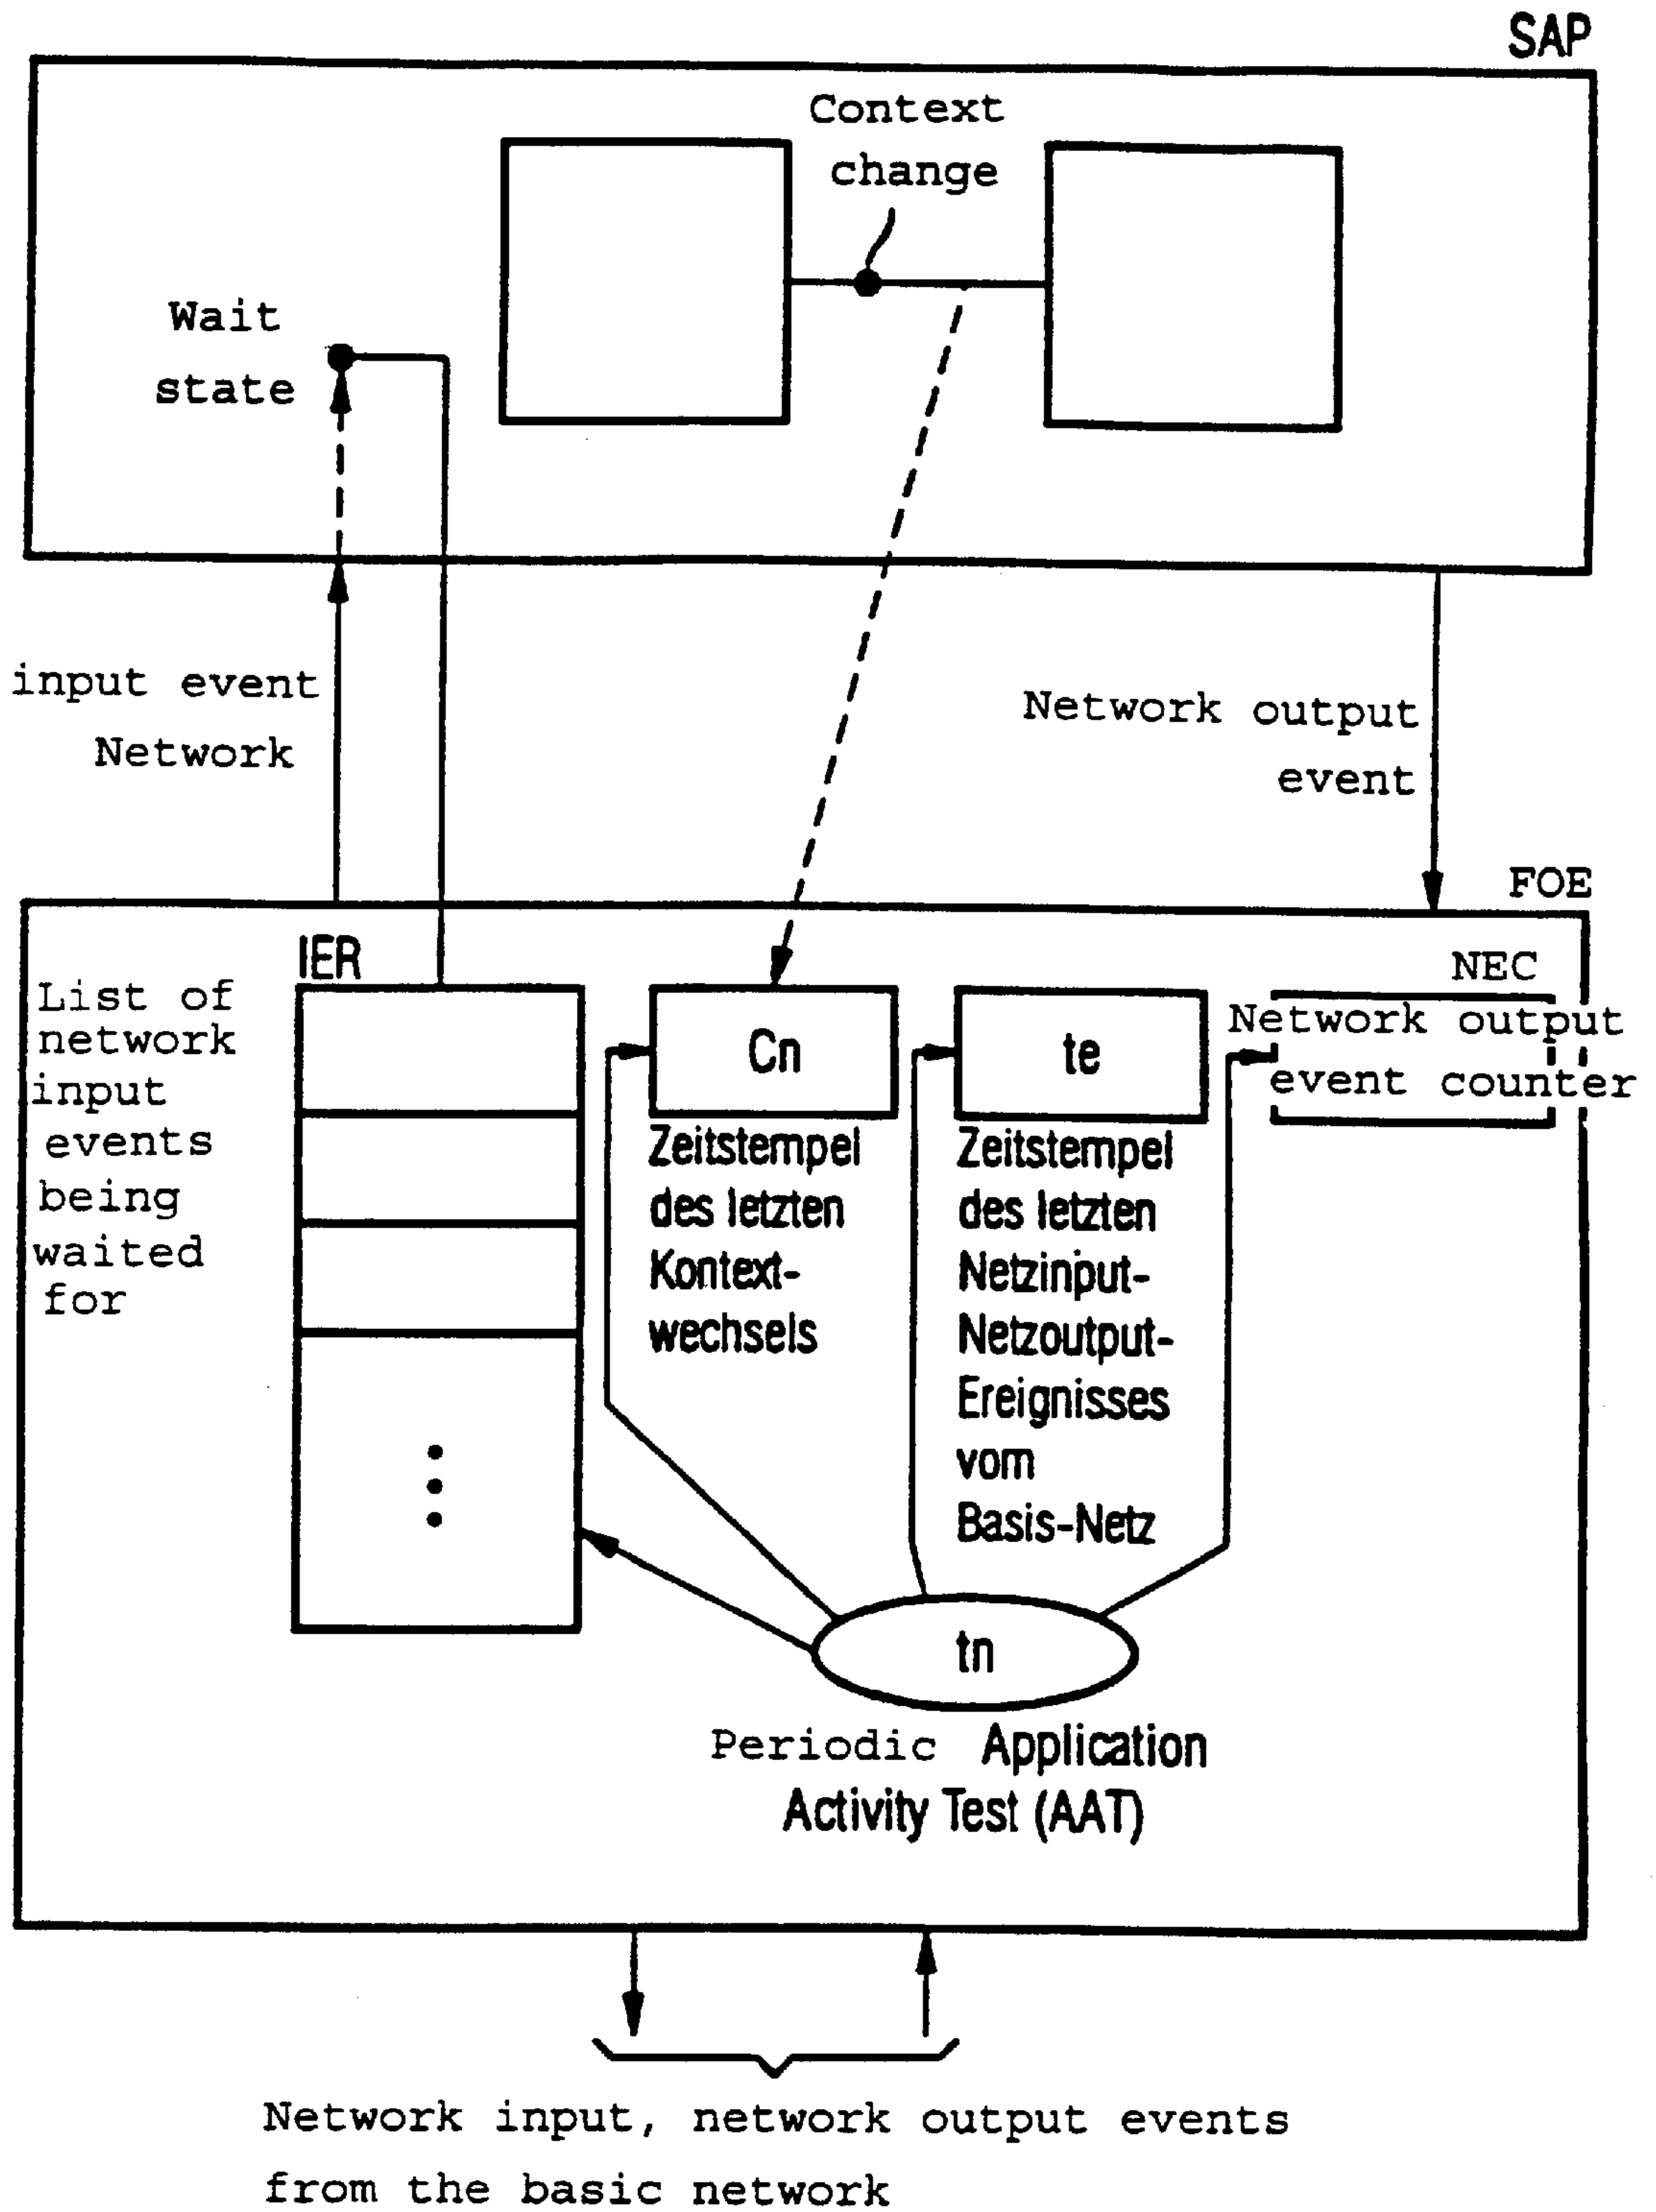 SAP
Context
change
Wait
state
input event
Network
Network output
event
FOE
IER
NEC
List of
network
input
events
being
waited
for
Cn
te
Network output
event counter
Zeitstempel
des letzten
Kontext-
wechsels
Zeitstempel
des letzten
Netzinput-
Netzoutput-
Ereignisses
vom
Basis-Netz
tn
Periodic Application
Activity Test (AAT)
Network input, network output events
from the basic network